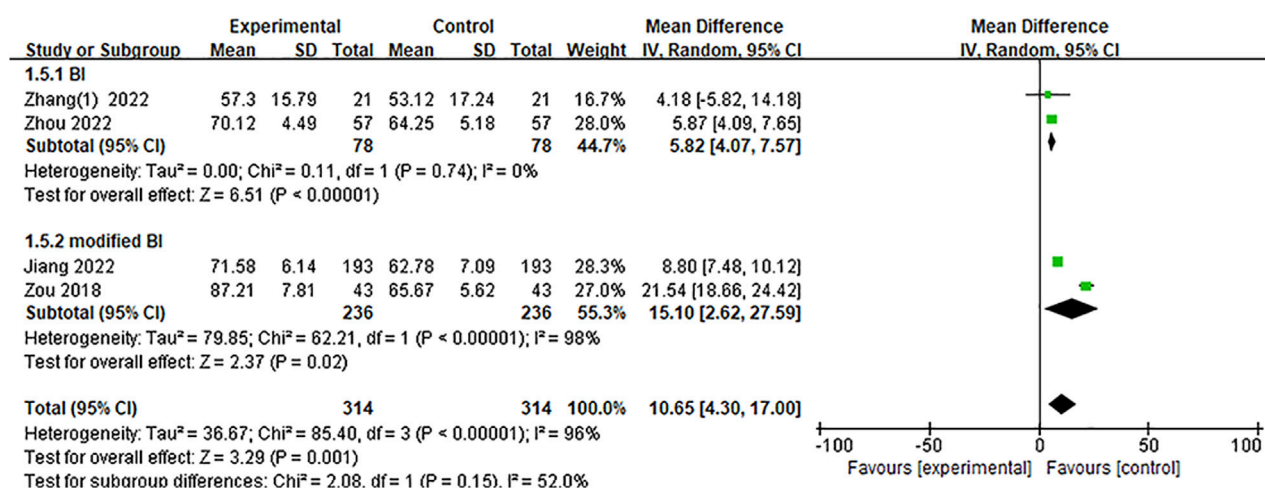 Experimental Control Mean Difference Mean Difference
Study or Subgroup Mean SD Total Mean SD Total Weight IV, Random, 95% CI IV, Random, 95% CI
1.5.1 BI
Zhang(1) 2022 57.3 15.79 21 53.12 17.24 21 16.7% 4.18 [-5.82, 14.18]
Zhou 2022 70.12 4.49 57 64.25 5.18 57 28.0% 5.87 [4.09, 7.65]
Subtotal (95% CI) 78 78 44.7% 5.82 [4.07, 7.57]
Heterogeneity: Tau² = 0.00; Chi² = 0.11, df = 1 (P = 0.74); I² = 0%
Test for overall effect: Z = 6.51 (P < 0.00001)
1.5.2 modified BI
Jiang 2022 71.58 6.14 193 62.78 7.09 193 28.3% 8.80 [7.48, 10.12]
Zou 2018 87.21 7.81 43 65.67 5.62 43 27.0% 21.54 [18.66, 24.42]
Subtotal (95% CI) 236 236 55.3% 15.10 [2.62, 27.59]
Heterogeneity: Tau² = 79.85; Chi² = 62.21, df = 1 (P < 0.00001); I² = 98%
Test for overall effect: Z = 2.37 (P = 0.02)
Total (95% CI) 314 314 100.0% 10.65 [4.30, 17.00]
Heterogeneity: Tau² = 36.67; Chi² = 85.40, df = 3 (P < 0.00001); I² = 96%
Test for overall effect: Z = 3.29 (P = 0.001)
Test for subgroup differences: Chi² = 2.08, df = 1 (P = 0.15), I² = 52.0%
-100 -50 0 50 100
Favours [experimental] Favours [control]